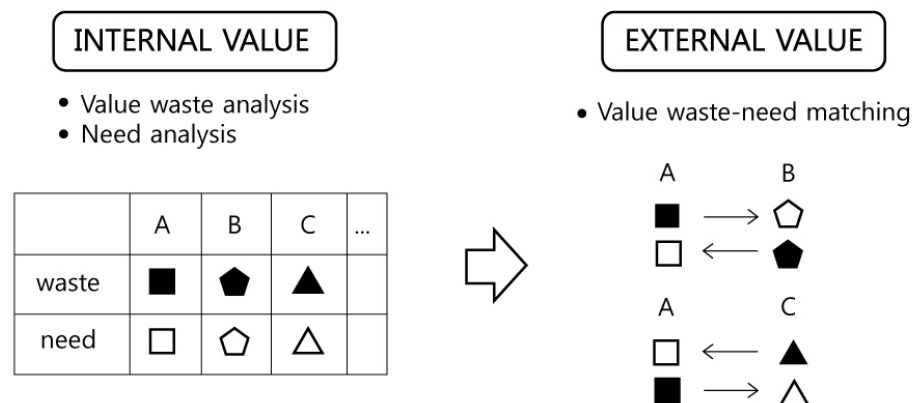 INTERNAL VALUE
• Value waste analysis
• Need analysis
A B C ...
waste
need
EXTERNAL VALUE
• Value waste-need matching
A B
A C